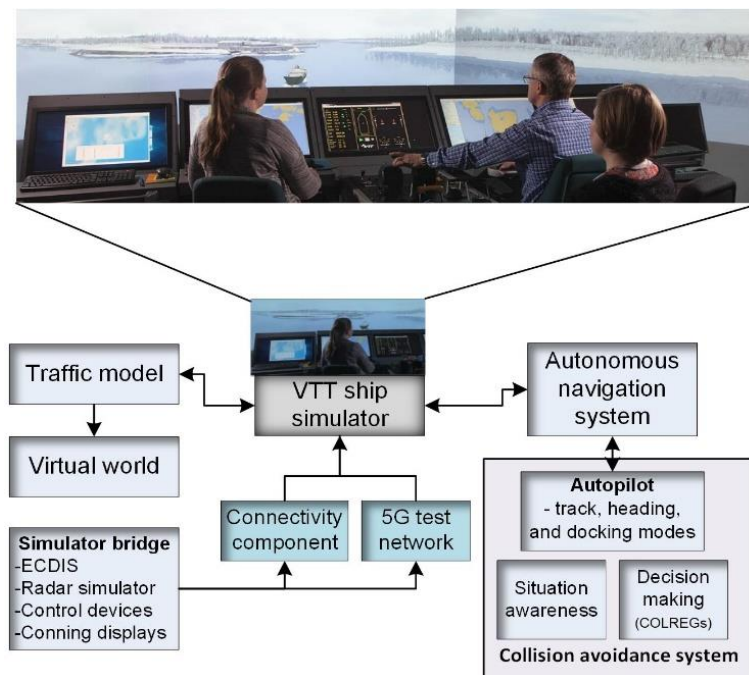 Traffic model
VTT ship
simulator
Autonomous
navigation
system
Virtual world
Connectivity
component
5G test
network
Simulator bridge
-ECDIS
-Radar simulator
-Control devices
-Conning displays
Autopilot
- track, heading,
and docking modes
Situation
awareness
Decision
making
(COLREGs)
Collision avoidance system